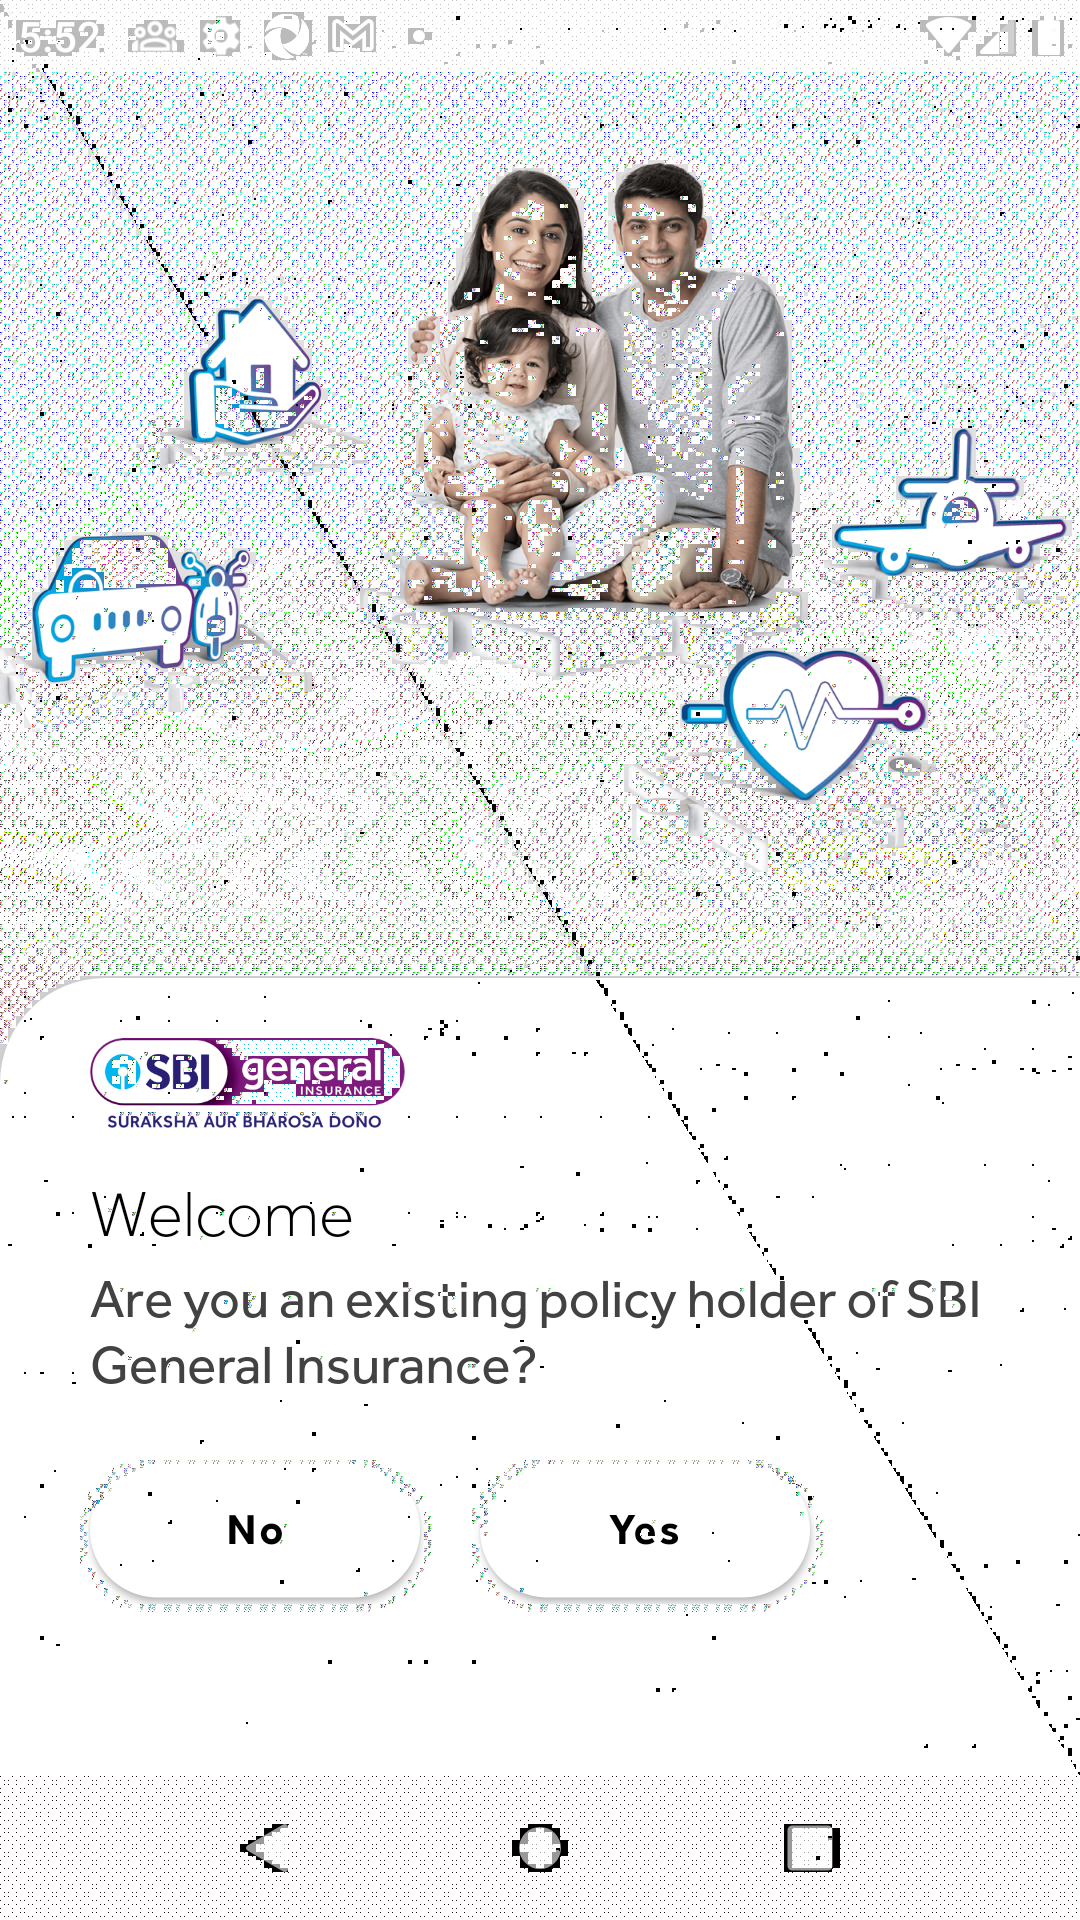 5:52
SBI general
INSURANCE
SURAKSHA AUR BHAROSA DONO
Welcome
Are you an existing policy holder of SBI
General Insurance?
No Yes